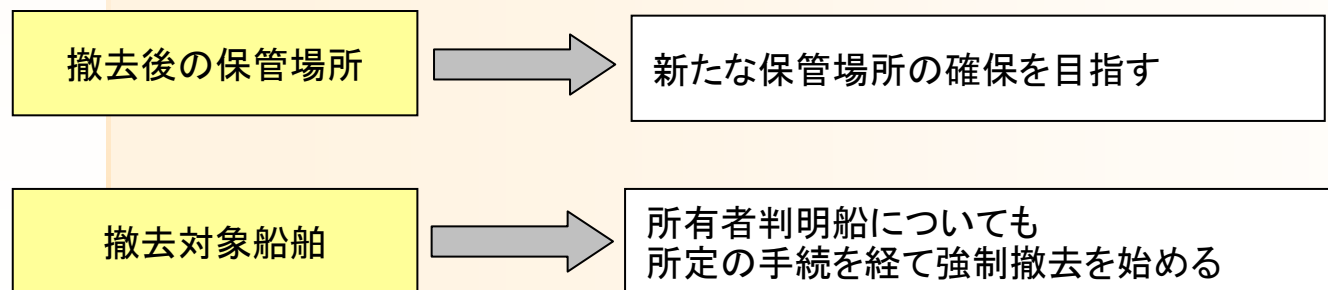 撤去後の保管場所
新たな保管場所の確保を目指す
撤去対象船舶
所有者判明船についても
所定の手続を経て強制撤去を始める